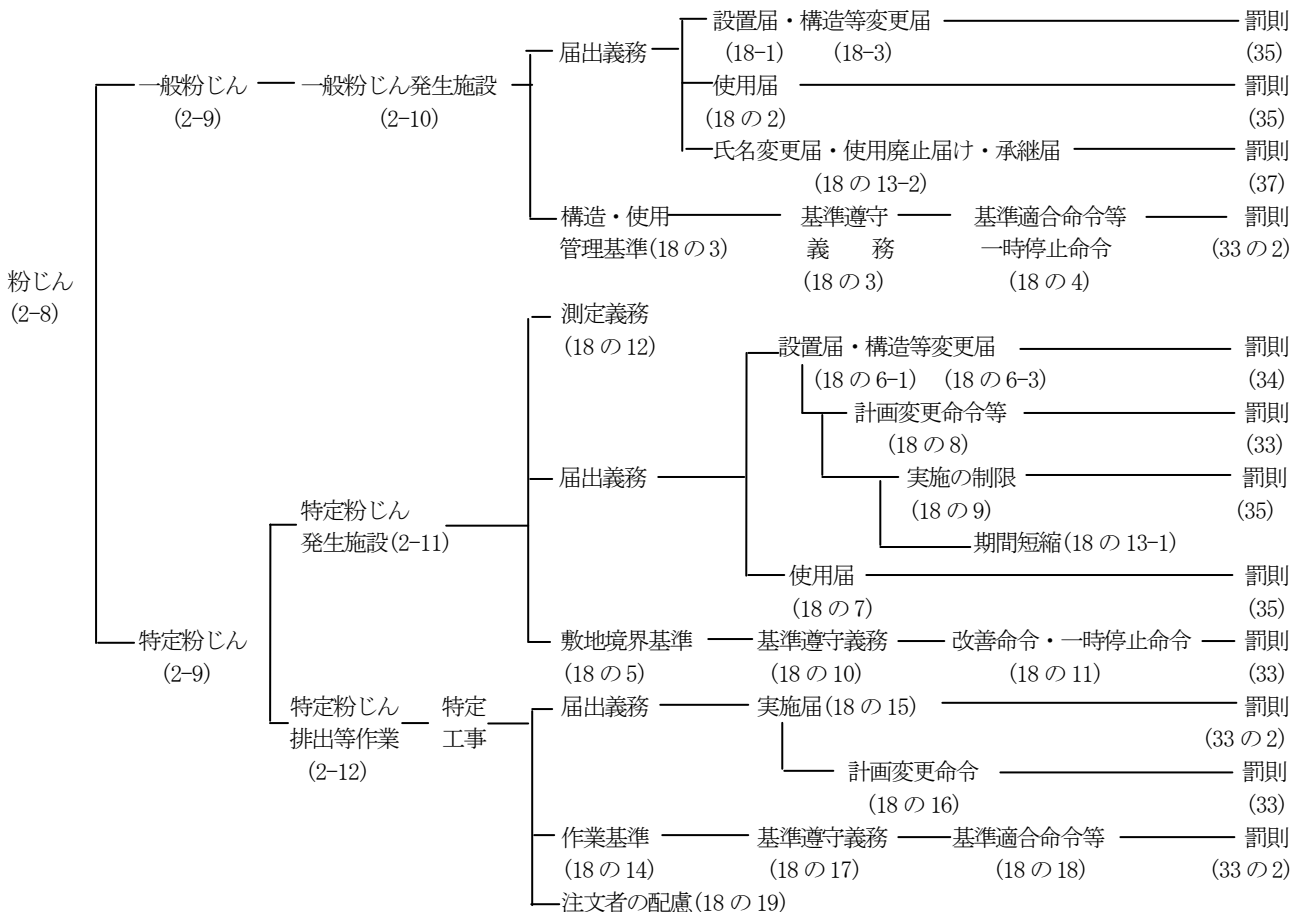 設置届・構造等変更届 罰則
届出義務 (18-1) (18-3) (35)
一般粉じん 一般粉じん発生施設 使用届 罰則
(2-9) (2-10) (18の2) (35)
氏名変更届・使用廃止届け・承継届 罰則
(18の13-2) (37)
構造・使用 基準遵守 基準適合命令等 罰則
管理基準(18の3) 義 務 一時停止命令 (33の2)
粉じん (18の3) (18の4)
(2-8)
測定義務
(18の12) 設置届・構造等変更届 罰則
(18の6-1) (18の6-3) (34)
計画変更命令等 罰則
(18の8) (33)
届出義務 実施の制限 罰則
特定粉じん (18の9) (35)
発生施設(2-11) 期間短縮(18の13-1)
使用届 罰則
(18の7) (35)
特定粉じん 敷地境界基準 基準遵守義務 改善命令・一時停止命令 罰則
(2-9) (18の5) (18の10) (18の11) (33)
特定粉じん 特定 届出義務 実施届(18の15) 罰則
排出等作業 工事 (33の2)
(2-12) 計画変更命令 罰則
(18の16) (33)
作業基準 基準遵守義務 基準適合命令等 罰則
(18の14) (18の17) (18の18) (33の2)
注文者の配慮(18の19)